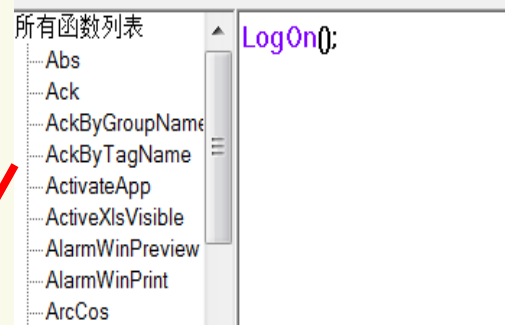 所有函数列表
Abs
Ack
AckByGroupName
AckByTagName
ActivateApp
ActiveXlsVisible
AlarmWinPreview
AlarmWinPrint
ArcCos
LogOn();